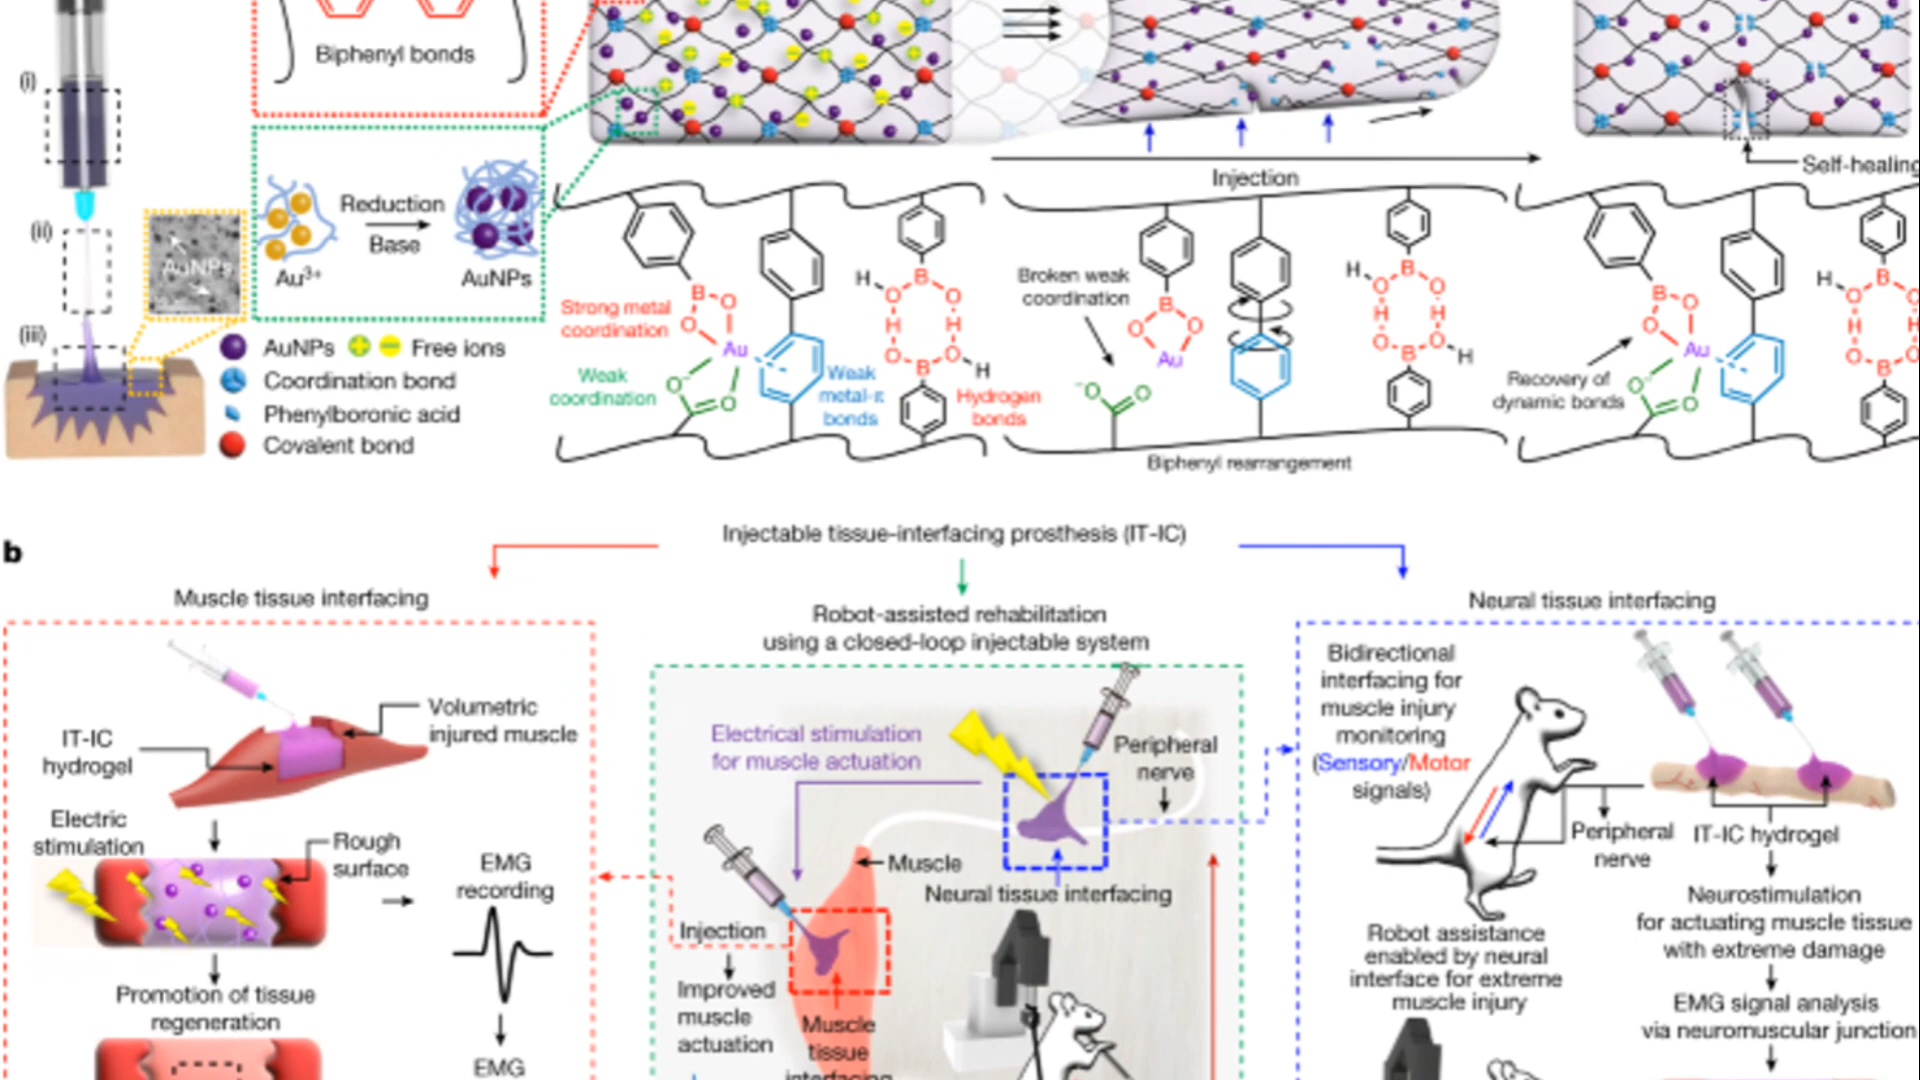 (i)
Biphenyl bonds
(ii)
Reduction
Base
Au³⁺
AuNPs
AuNPs
(iii)
AuNPs
Free ions
Coordination bond
Phenylboronic acid
Covalent bond
Injection
Self-healing
Strong metal
coordination
B
O
O
Au
Weak
coordination
O⁻
O
Weak
metal-π
bonds
H
O
B
O
H
H
O
B
O
H
Hydrogen
bonds
Broken weak
coordination
B
O
O
Au
⁻O
O
H
O
B
O
H
H
O
B
O
H
Biphenyl rearrangement
B
O
O
Au
O⁻
O
Recovery of
dynamic bonds
H
O
B
O
H
H
O
B
O
b
Injectable tissue-interfacing prosthesis (IT-IC)
Muscle tissue interfacing
IT-IC
hydrogel
Volumetric
injured muscle
Electric
stimulation
Rough
surface
EMG
recording
Promotion of tissue
regeneration
EMG
Robot-assisted rehabilitation
using a closed-loop injectable system
Electrical stimulation
for muscle actuation
Peripheral
nerve
Muscle
Neural tissue interfacing
Injection
Improved
muscle
actuation
Muscle
tissue
interfacing
Neural tissue interfacing
Bidirectional
interfacing for
muscle injury
monitoring
(Sensory/Motor
signals)
Peripheral
nerve
IT-IC hydrogel
Robot assistance
enabled by neural
interface for extreme
muscle injury
Neurostimulation
for actuating muscle tissue
with extreme damage
EMG signal analysis
via neuromuscular junction